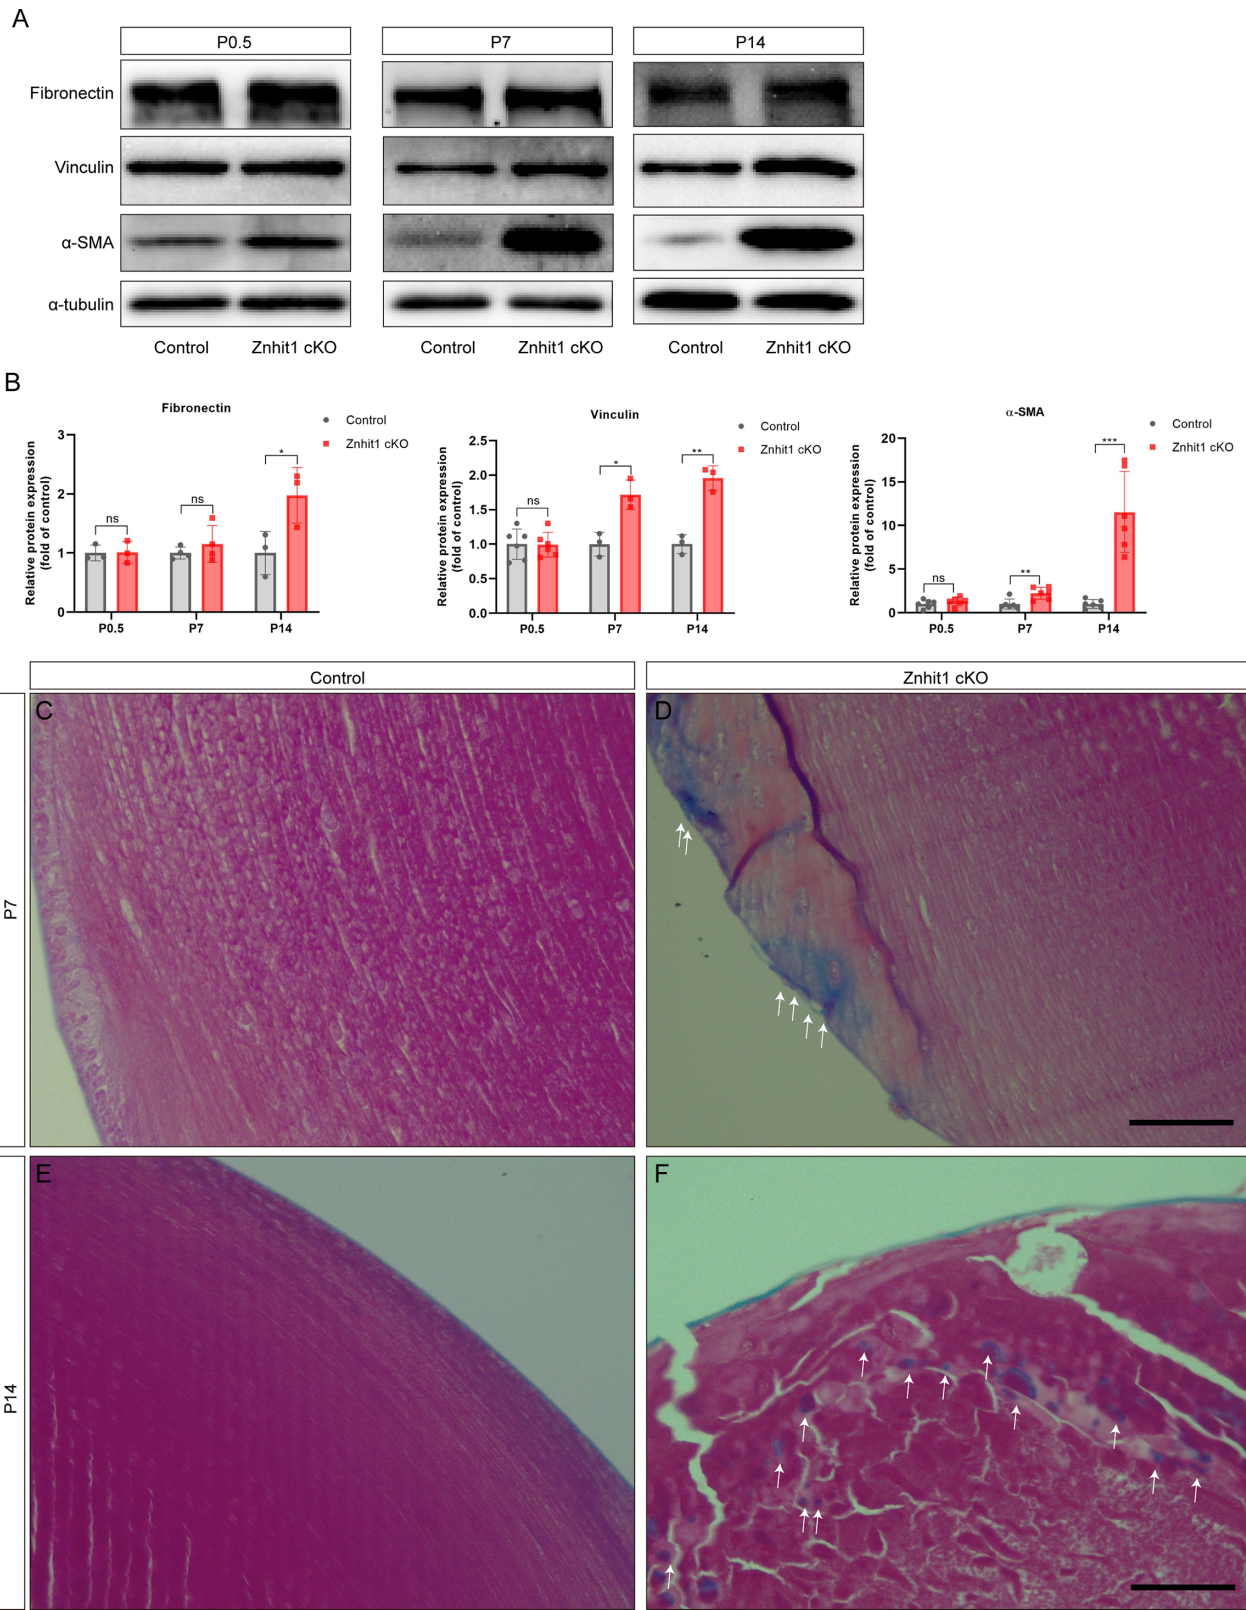 A
P0.5 P7 P14
Fibronectin
Vinculin
α-SMA
α-tubulin
Control Znhit1 cKO Control Znhit1 cKO Control Znhit1 cKO
B
Fibronectin
Control
Znhit1 cKO
Relative protein expression
(fold of control)
3
2
1
0
ns
ns
*
P0.5 P7 P14
Vinculin
Control
Znhit1 cKO
Relative protein expression
(fold of control)
2.5
2.0
1.5
1.0
0.5
0.0
ns
*
**
P0.5 P7 P14
α-SMA
Control
Znhit1 cKO
Relative protein expression
(fold of control)
20
15
10
5
0
ns
**
***
P0.5 P7 P14
Control Znhit1 cKO
P7
C
D
P14
E
F